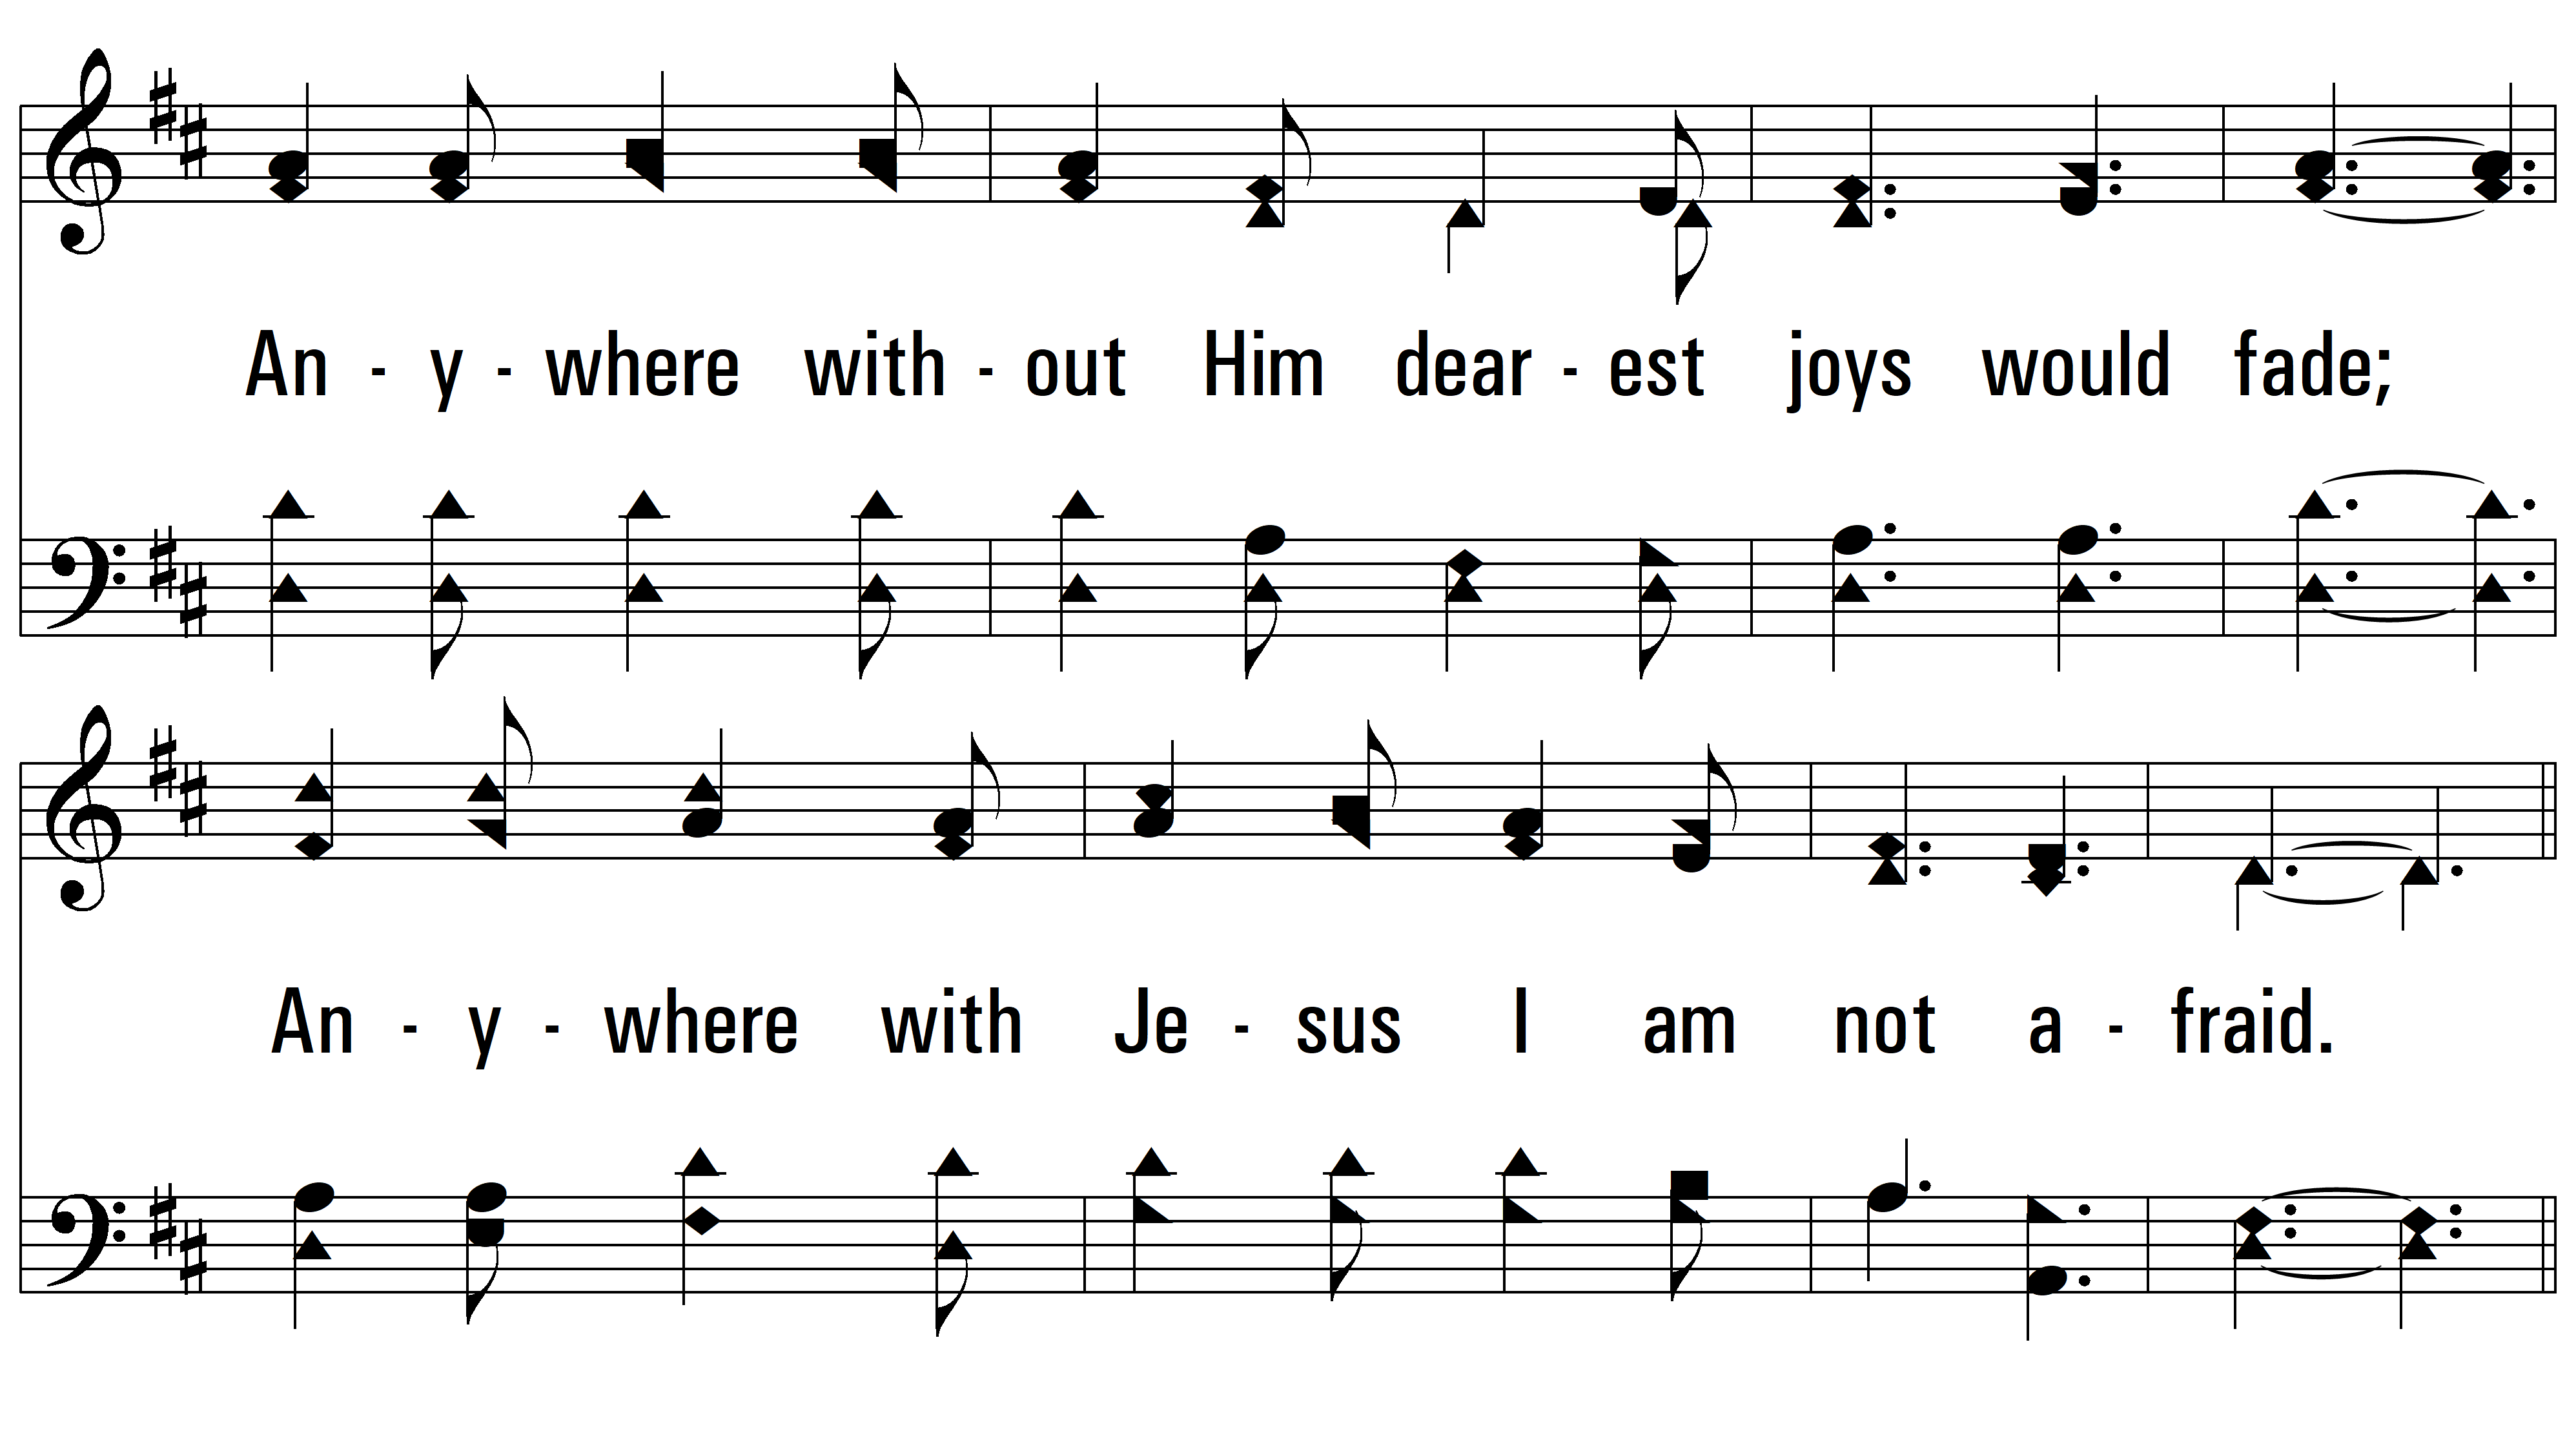 An - y - where with - out Him dear - est joys would fade;
An - y - where with Je - sus I am not a - fraid.